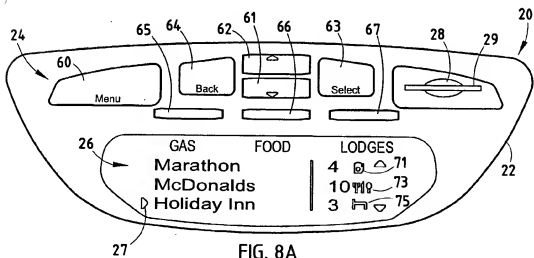 65 64 62 61 66 63 67 28 29 20
24
60
Menu Back Select
22
26 GAS FOOD LODGES
Marathon 4 71
McDonalds 10 73
Holiday Inn 3 75
27
FIG. 8A